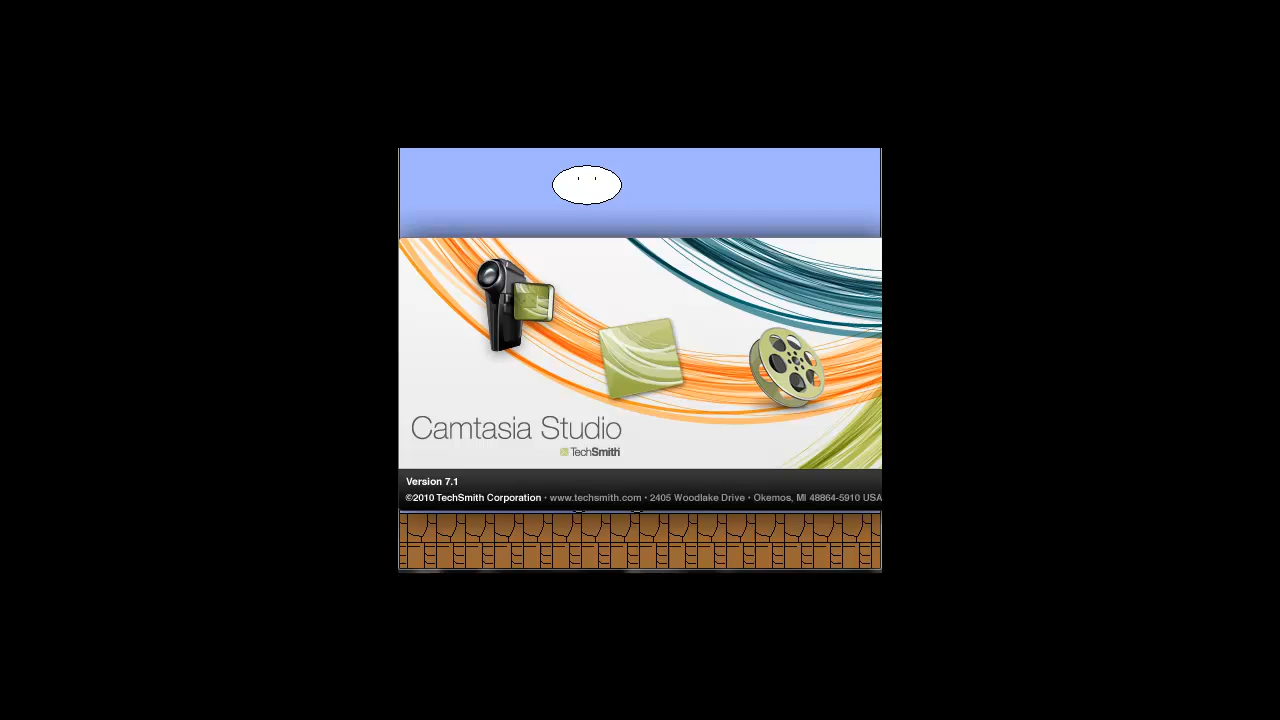 Camtasia Studio
TechSmith
Version 7.1
©2010 TechSmith Corporation • www.techsmith.com • 2405 Woodlake Drive • Okemos, MI 48864-5910 USA